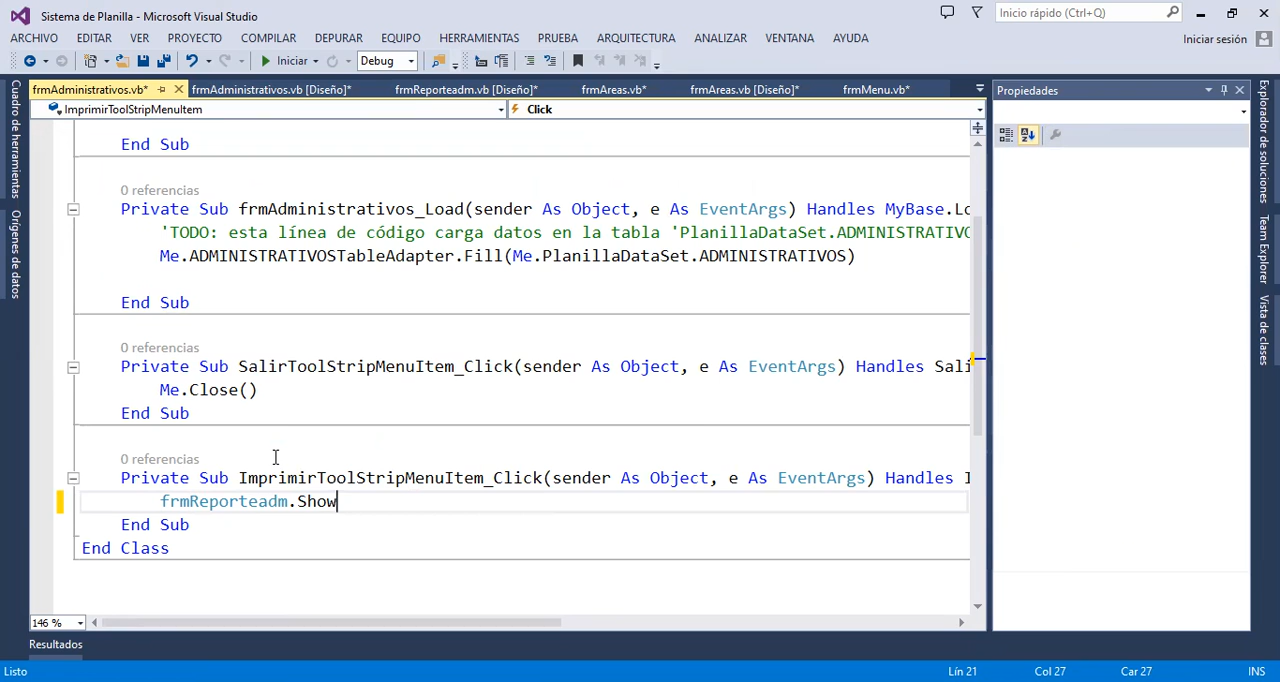 Sistema de Planilla - Microsoft Visual Studio
Inicio rápido (Ctrl+Q)
ARCHIVO EDITAR VER PROYECTO COMPILAR DEPURAR EQUIPO HERRAMIENTAS PRUEBA ARQUITECTURA ANALIZAR VENTANA AYUDA
Iniciar sesión
Iniciar Debug
frmAdministrativos.vb* frmAdministrativos.vb [Diseño]* frmReporteadm.vb [Diseño]* frmAreas.vb* frmAreas.vb [Diseño]* frmMenu.vb*
ImprimirToolStripMenuItem Click
Cuadro de herramientas
Orígenes de datos
End Sub
0 referencias
Private Sub frmAdministrativos_Load(sender As Object, e As EventArgs) Handles MyBase.Lo
'TODO: esta línea de código carga datos en la tabla 'PlanillaDataSet.ADMINISTRATIVO
Me.ADMINISTRATIVOSTableAdapter.Fill(Me.PlanillaDataSet.ADMINISTRATIVOS)
End Sub
0 referencias
Private Sub SalirToolStripMenuItem_Click(sender As Object, e As EventArgs) Handles Sali
Me.Close()
End Sub
0 referencias
Private Sub ImprimirToolStripMenuItem_Click(sender As Object, e As EventArgs) Handles I
frmReporteadm.Show
End Sub
End Class
146 %
Propiedades
Explorador de soluciones
Team Explorer
Vista de clases
Resultados
Listo Lín 21 Col 27 Car 27 INS